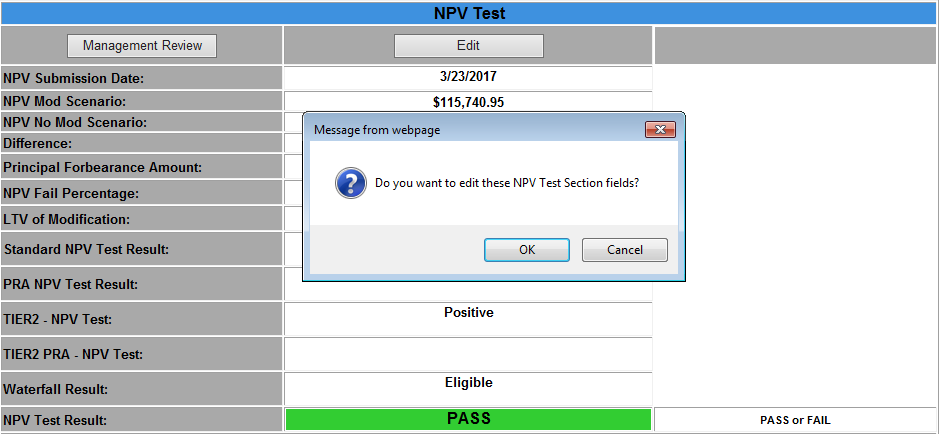 NPV Test
Management Review
Edit
NPV Submission Date:
3/23/2017
NPV Mod Scenario:
$115,740.95
NPV No Mod Scenario:
Difference:
Principal Forbearance Amount:
NPV Fail Percentage:
LTV of Modification:
Standard NPV Test Result:
PRA NPV Test Result:
Message from webpage
Do you want to edit these NPV Test Section fields?
OK
Cancel
TIER2 - NPV Test:
Positive
TIER2 PRA - NPV Test:
Waterfall Result:
Eligible
NPV Test Result:
PASS
PASS or FAIL